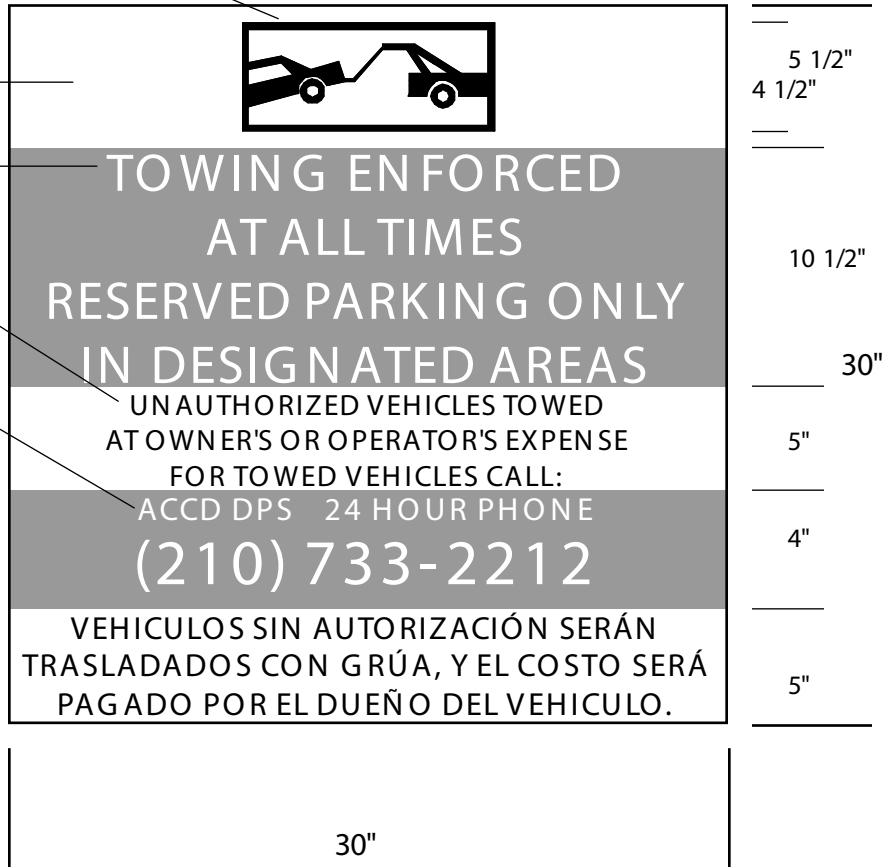 5 1/2"
4 1/2"
TOWING ENFORCED
AT ALL TIMES
RESERVED PARKING ONLY
IN DESIGNATED AREAS
10 1/2"
30"
UNAUTHORIZED VEHICLES TOWED
AT OWNER'S OR OPERATOR'S EXPENSE
FOR TOWED VEHICLES CALL:
5"
ACCD DPS 24 HOUR PHONE
(210) 733-2212
4"
VEHICULOS SIN AUTORIZACIÓN SERÁN
TRASLADADOS CON GRÚA, Y EL COSTO SERÁ
PAGADO POR EL DUEÑO DEL VEHICULO.
5"
30"